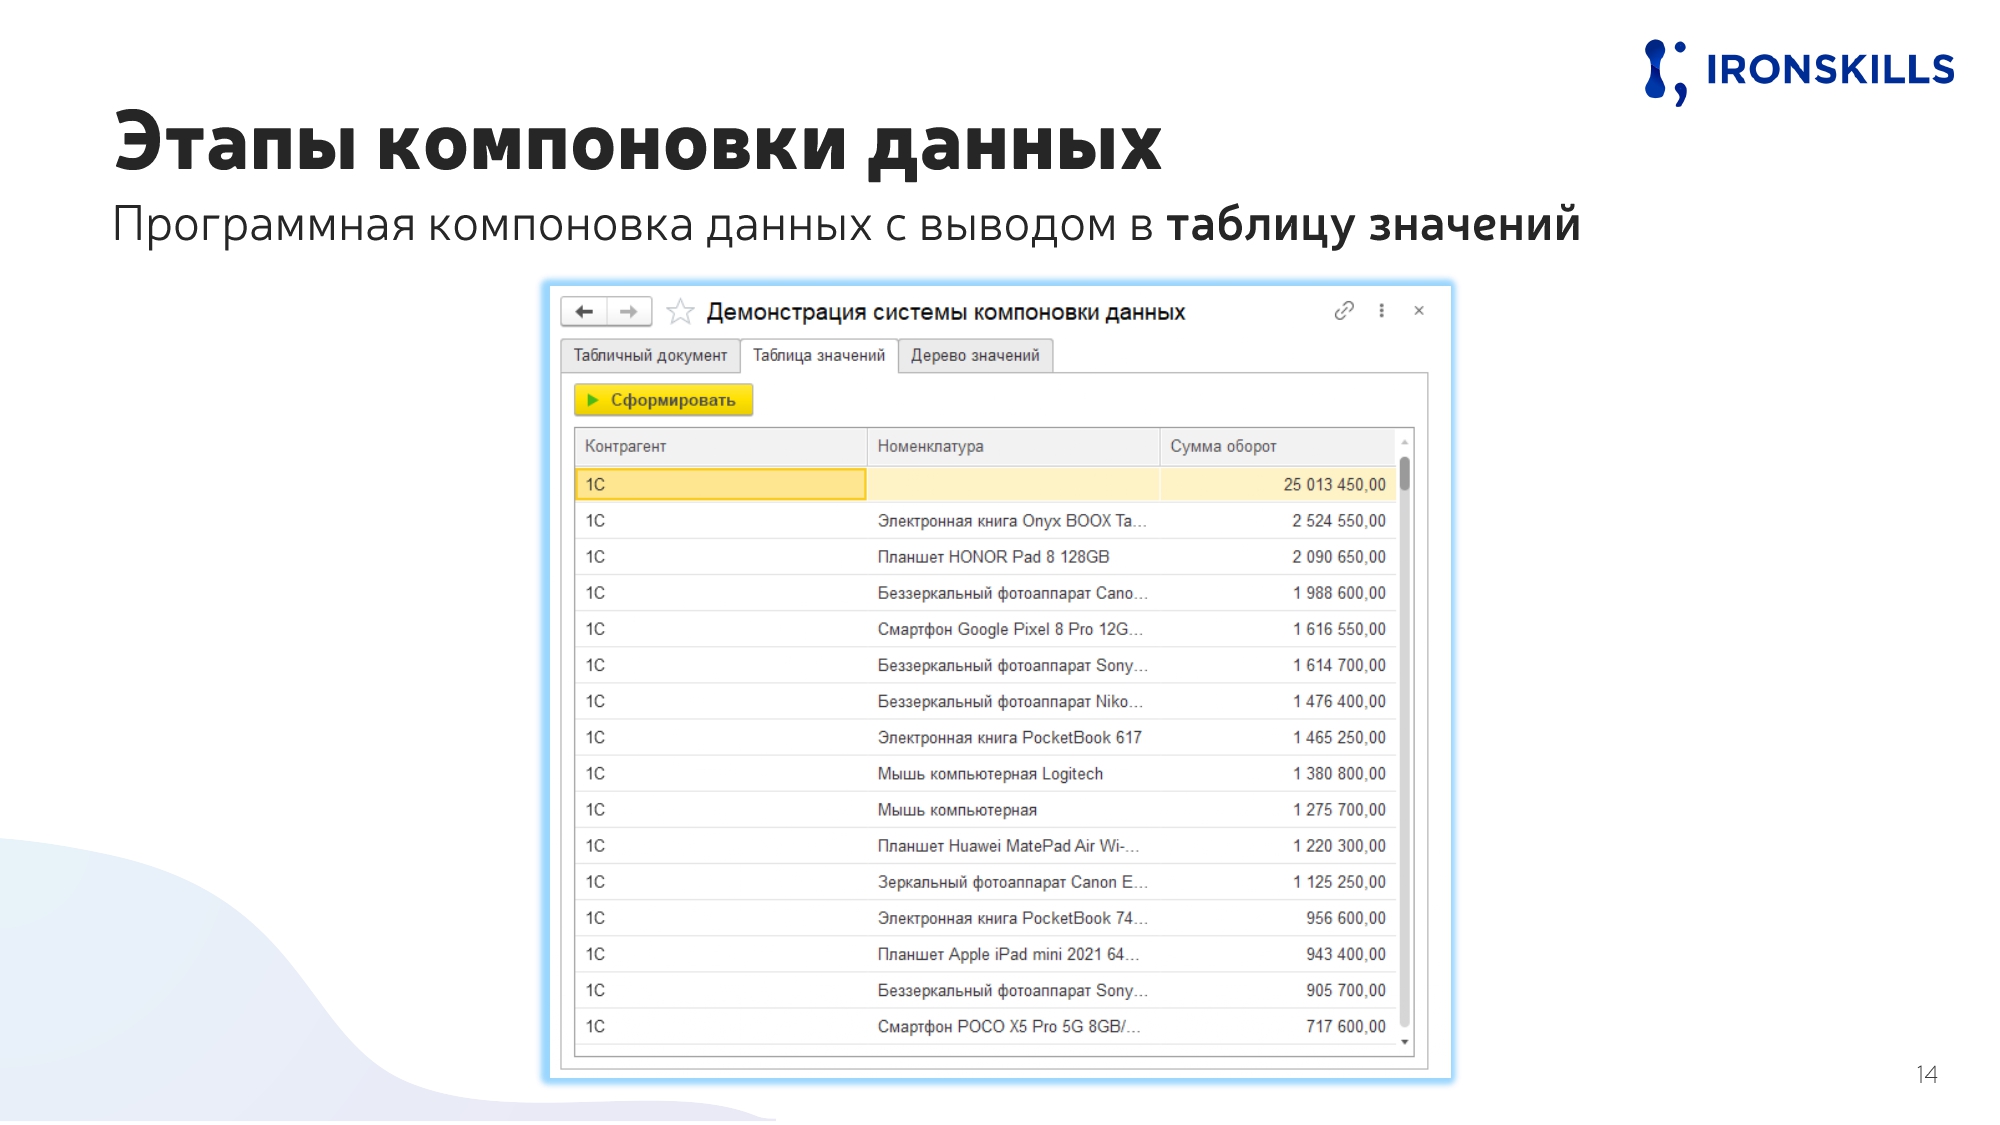 IRONSKILLS
Этапы компоновки данных
Программная компоновка данных с выводом в таблицу значений
Демонстрация системы компоновки данных
Табличный документ Таблица значений Дерево значений
Сформировать
Контрагент Номенклатура Сумма оборот
1С 25 013 450,00
1С Электронная книга Onyx BOOX Ta... 2 524 550,00
1С Планшет HONOR Pad 8 128GB 2 090 650,00
1С Беззеркальный фотоаппарат Cano... 1 988 600,00
1С Смартфон Google Pixel 8 Pro 12G... 1 616 550,00
1С Беззеркальный фотоаппарат Sony... 1 614 700,00
1С Беззеркальный фотоаппарат Niko... 1 476 400,00
1С Электронная книга PocketBook 617 1 465 250,00
1С Мышь компьютерная Logitech 1 380 800,00
1С Мышь компьютерная 1 275 700,00
1С Планшет Huawei MatePad Air Wi-... 1 220 300,00
1С Зеркальный фотоаппарат Canon E... 1 125 250,00
1С Электронная книга PocketBook 74... 956 600,00
1С Планшет Apple iPad mini 2021 64... 943 400,00
1С Беззеркальный фотоаппарат Sony... 905 700,00
1С Смартфон POCO X5 Pro 5G 8GB/... 717 600,00
14